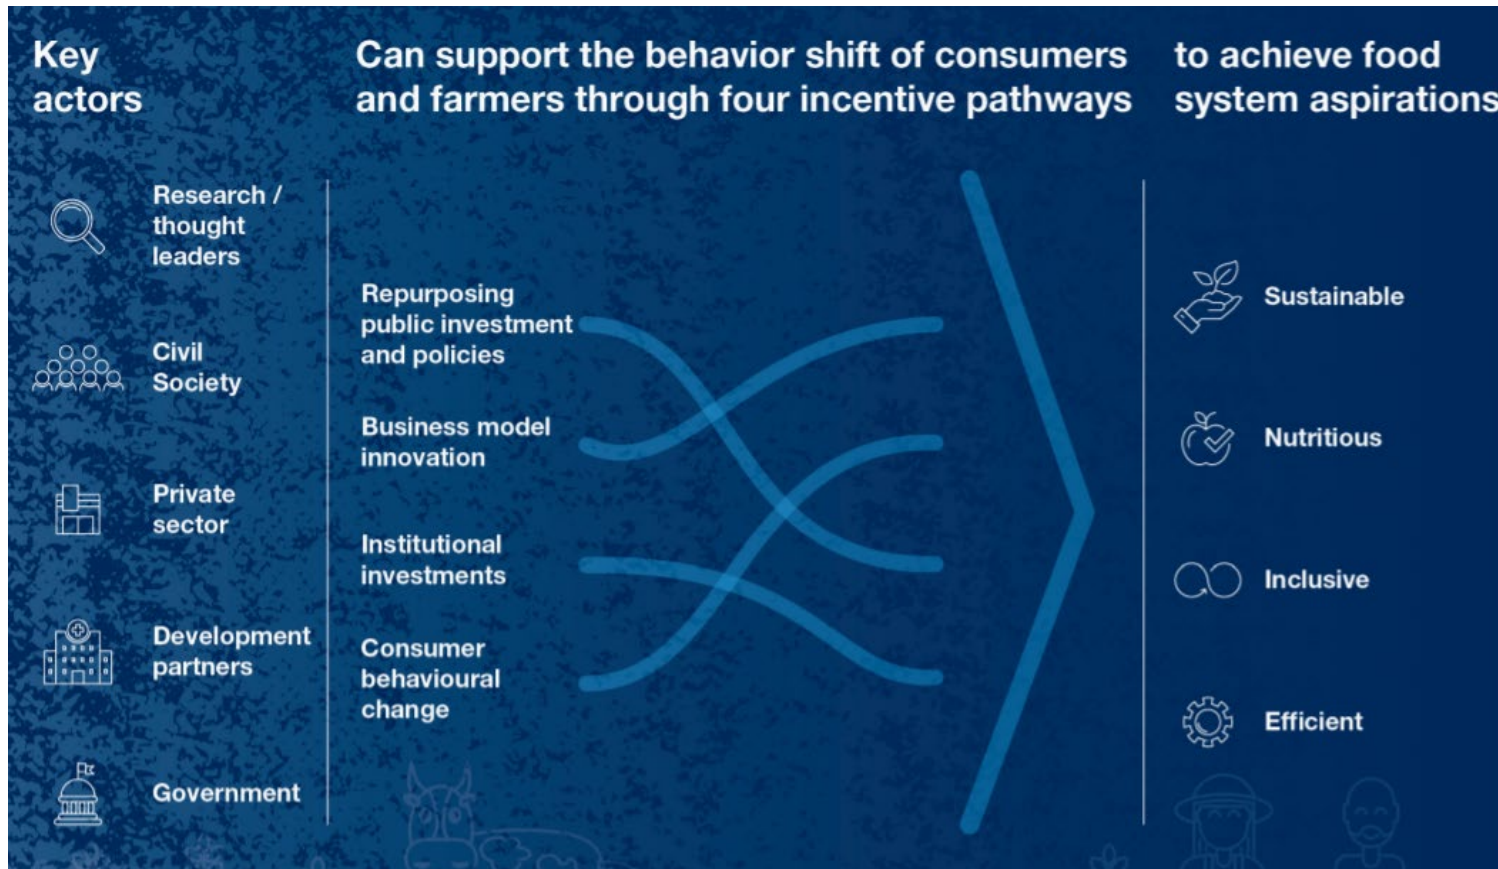 Key
actors
Can support the behavior shift of consumers
and farmers through four incentive pathways
to achieve food
system aspirations
Research /
thought
leaders
Civil
Society
Private
sector
Development
partners
Government
Repurposing
public investment
and policies
Business model
innovation
Institutional
investments
Consumer
behavioural
change
Sustainable
Nutritious
Inclusive
Efficient